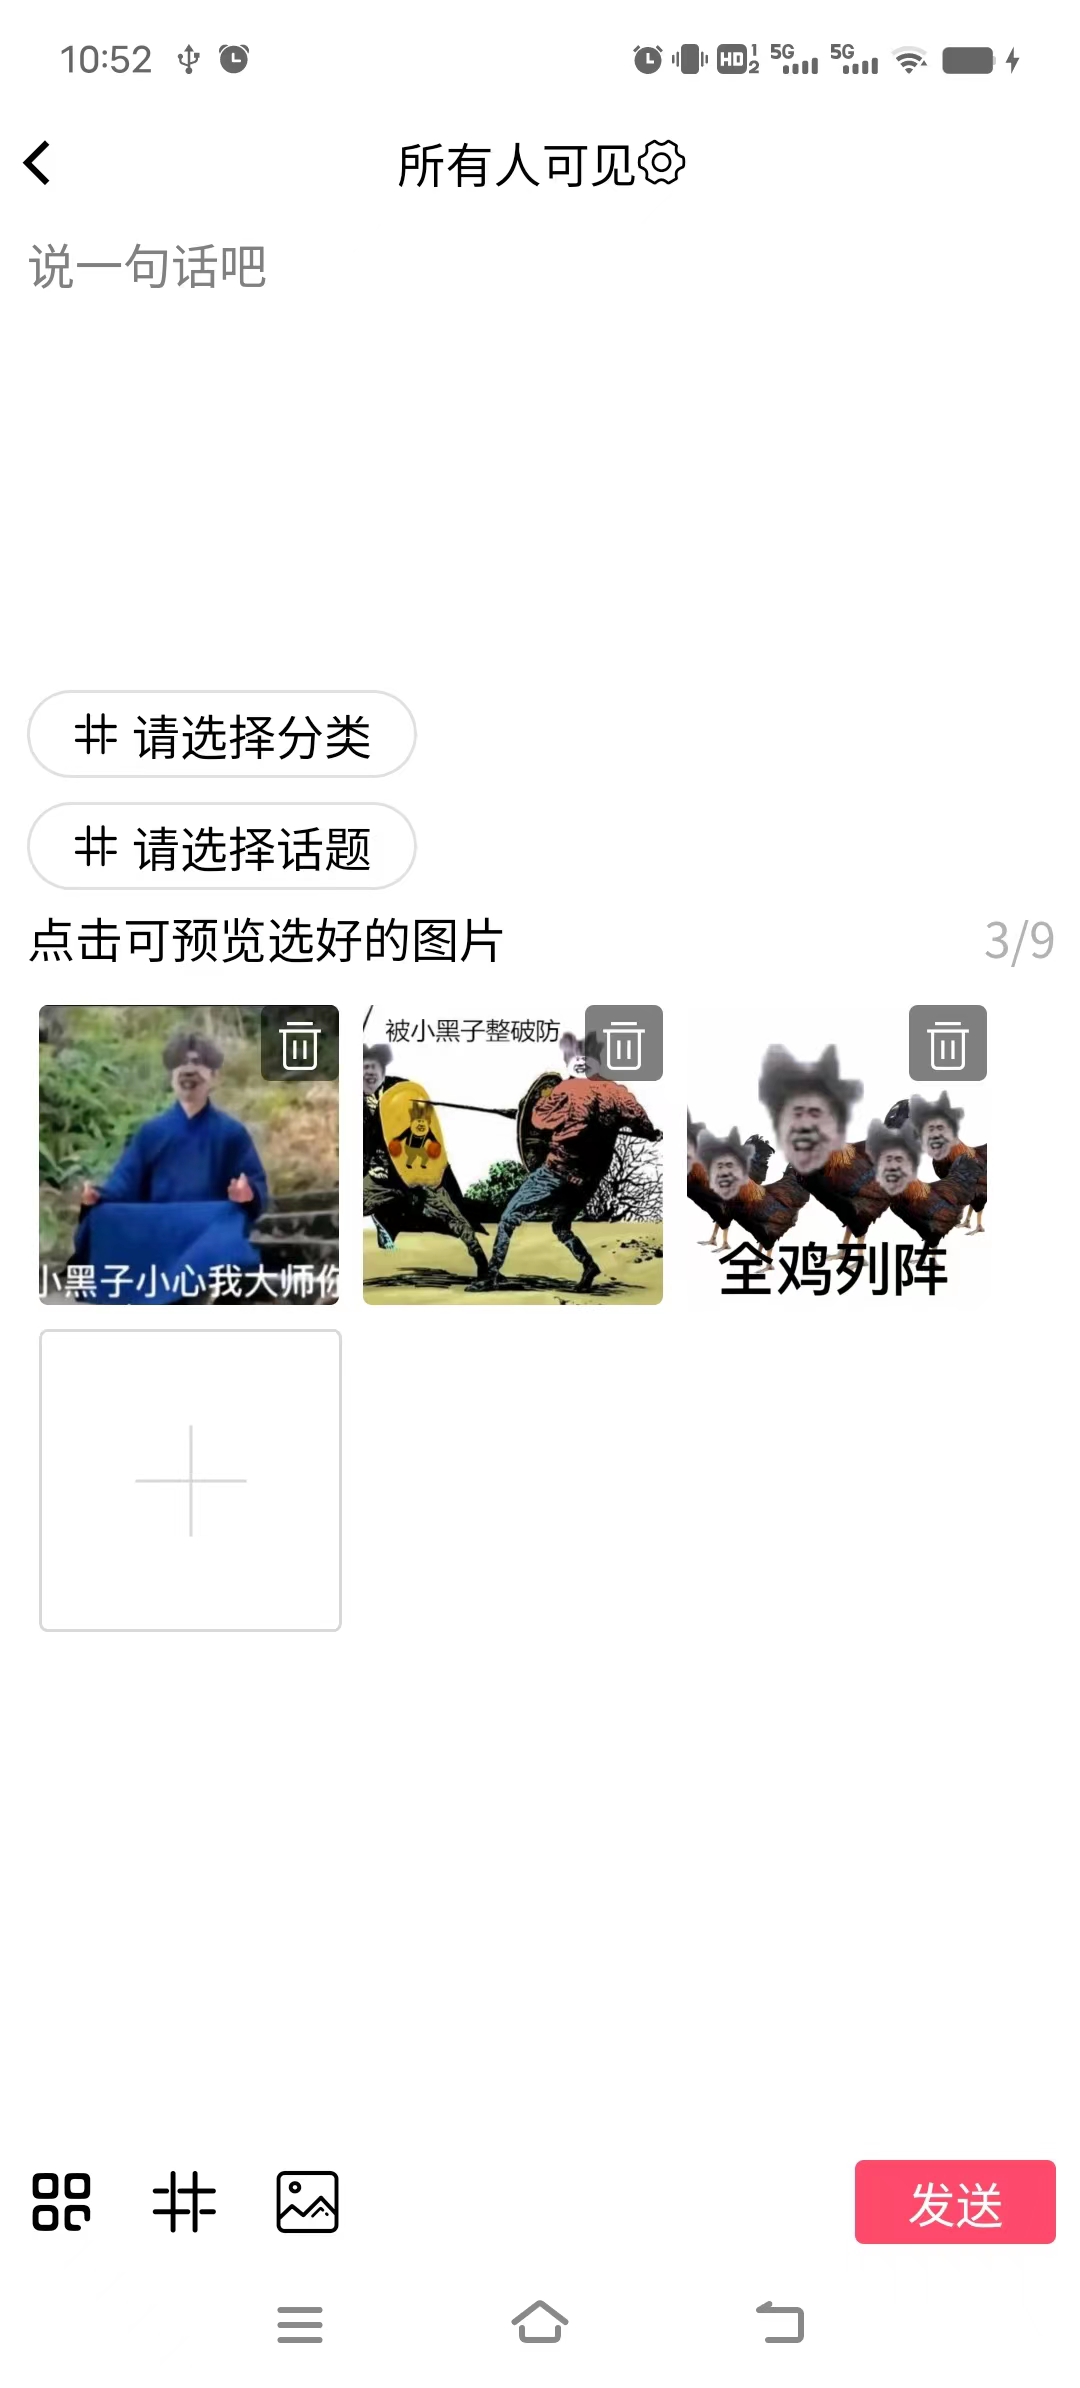 10:52
HD 1 2 5G 5G
所有人可见
说一句话吧
# 请选择分类
# 请选择话题
点击可预览选好的图片 3/9
被小黑子整破防
小黑子小心我大师你
全鸡列阵
发送